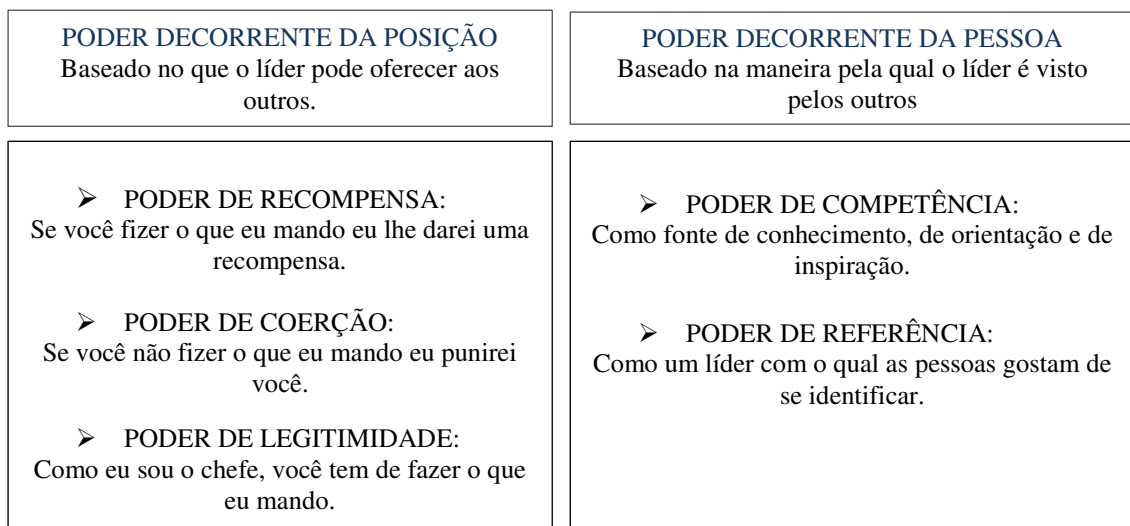 PODER DECORRENTE DA POSIÇÃO
Baseado no que o líder pode oferecer aos
outros.
PODER DE RECOMPENSA:
Se você fizer o que eu mando eu lhe darei uma
recompensa.
PODER DE COERÇÃO:
Se você não fizer o que eu mando eu punirei
você.
PODER DE LEGITIMIDADE:
Como eu sou o chefe, você tem de fazer o que
eu mando.
PODER DECORRENTE DA PESSOA
Baseado na maneira pela qual o líder é visto
pelos outros
PODER DE COMPETÊNCIA:
Como fonte de conhecimento, de orientação e de
inspiração.
PODER DE REFERÊNCIA:
Como um líder com o qual as pessoas gostam de
se identificar.